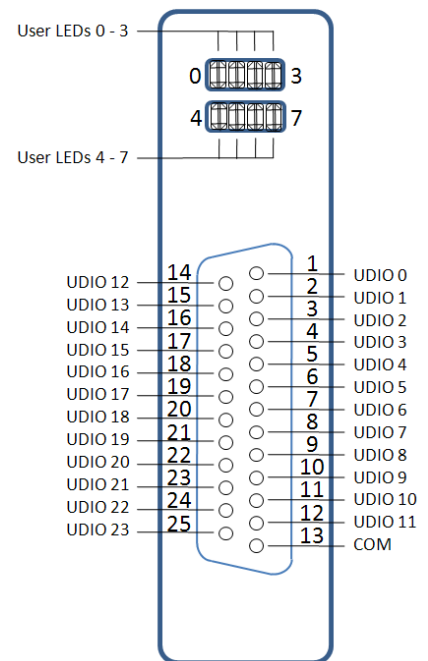 User LEDs 0 - 3
0 3
4 7
User LEDs 4 - 7
14 1
UDIO 12 UDIO 0
15 2
UDIO 13 UDIO 1
16 3
UDIO 14 UDIO 2
17 4
UDIO 15 UDIO 3
18 5
UDIO 16 UDIO 4
19 6
UDIO 17 UDIO 5
20 7
UDIO 18 UDIO 6
21 8
UDIO 19 UDIO 7
22 9
UDIO 20 UDIO 8
23 10
UDIO 21 UDIO 9
24 11
UDIO 22 UDIO 10
25 12
UDIO 23 UDIO 11
13
COM